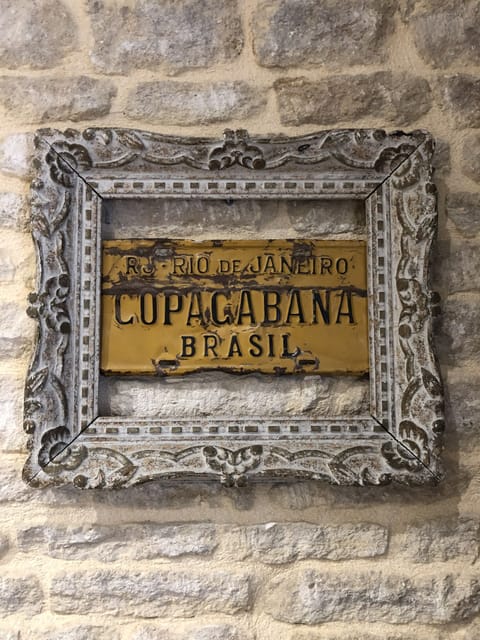 RJ - RIO DE JANEIRO
COPACABANA
BRASIL